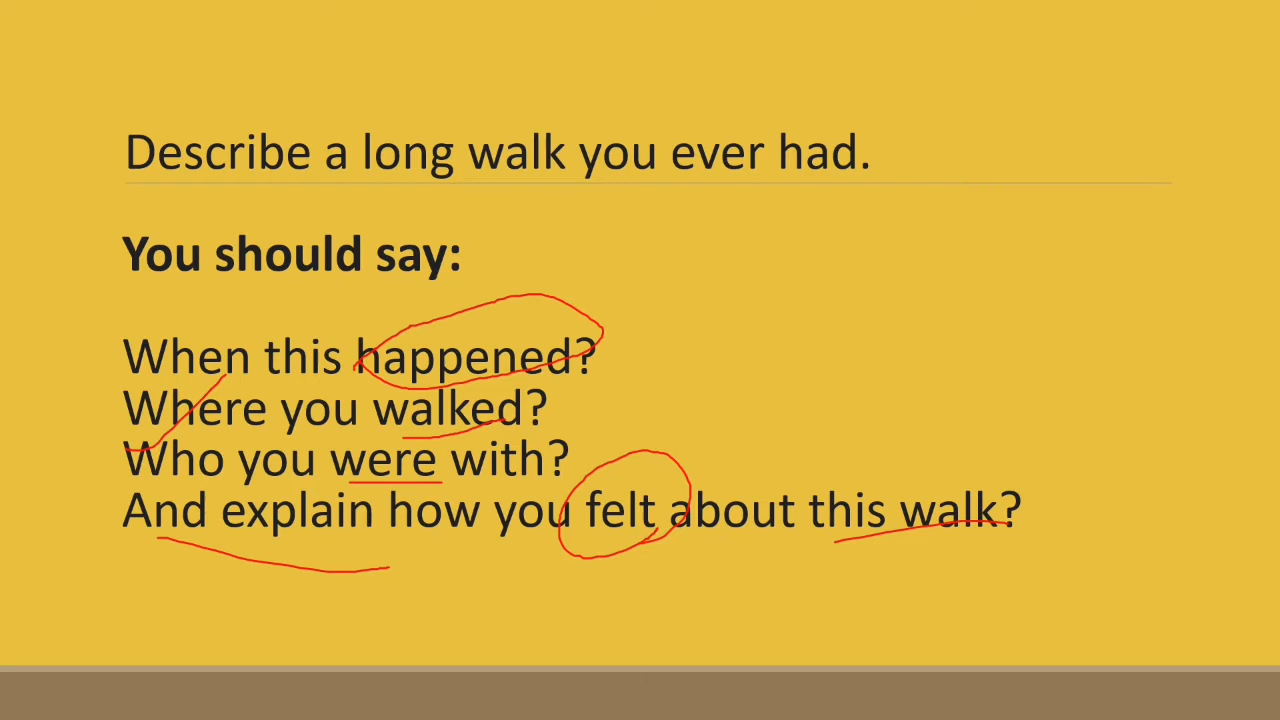 Describe a long walk you ever had.
You should say:
When this happened?
Where you walked?
Who you were with?
And explain how you felt about this walk?